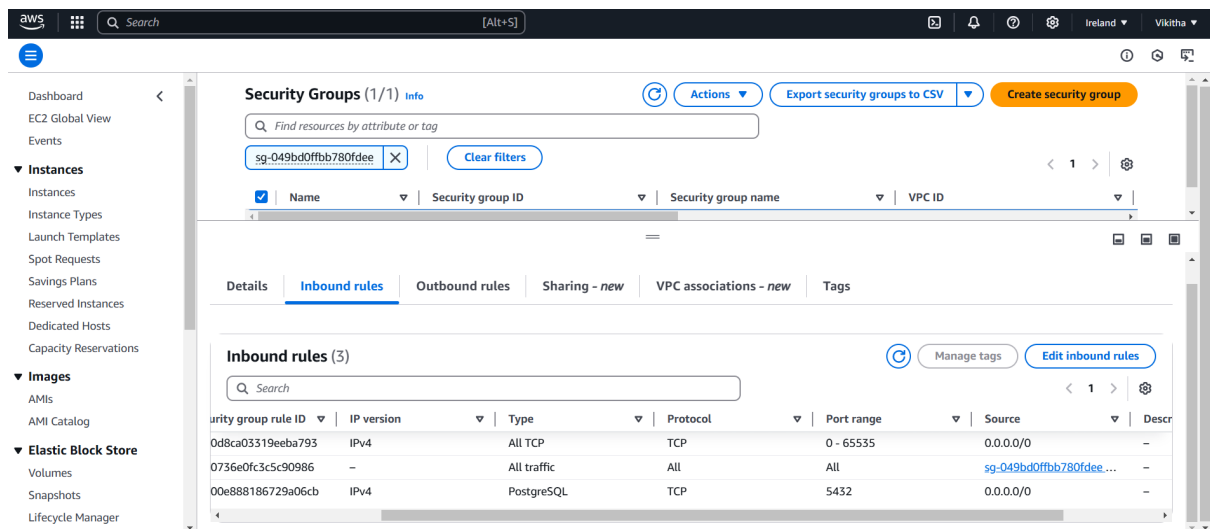 aws
Search [Alt+S] Ireland Vikitha
Dashboard
EC2 Global View
Events
Instances
Instances
Instance Types
Launch Templates
Spot Requests
Savings Plans
Reserved Instances
Dedicated Hosts
Capacity Reservations
Images
AMIs
AMI Catalog
Elastic Block Store
Volumes
Snapshots
Lifecycle Manager
Security Groups (1/1) Info
Actions Export security groups to CSV Create security group
Find resources by attribute or tag
sg-049bd0ffbb780fdee Clear filters
1
Name Security group ID Security group name VPC ID
Details Inbound rules Outbound rules Sharing - new VPC associations - new Tags
Inbound rules (3)
Manage tags Edit inbound rules
Search
1
urity group rule ID IP version Type Protocol Port range Source Descr
0d8ca03319eeba793 IPv4 All TCP TCP 0 - 65535 0.0.0.0/0 –
0736e0fc3c5c90986 – All traffic All All sg-049bd0ffbb780fdee ... –
00e888186729a06cb IPv4 PostgreSQL TCP 5432 0.0.0.0/0 –